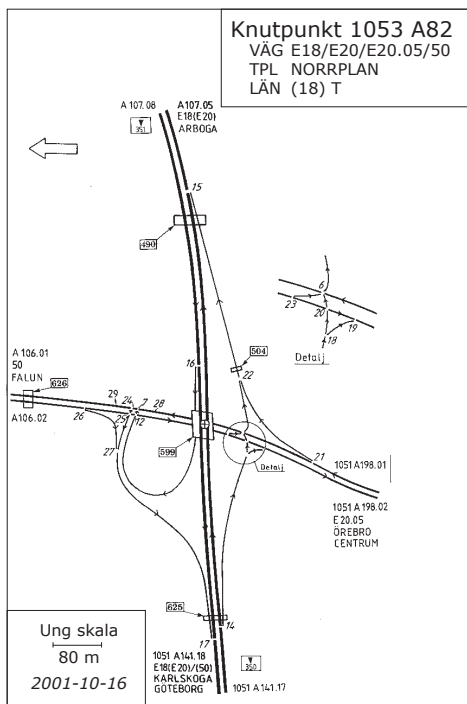 Knutpunkt 1053 A82
VÄG E18/E20/E20.05/50
TPL NORRPLAN
LÄN (18) T
A 107.08
A 107.05
E18(E20)
ARBOGA
351
15
490
6
23
20
19
18
Detalj
16
504
22
A 106.01
50
FALUN
626
A106.02
29
24
7
28
26
25
12
27
599
Detalj
21
1051 A198.01
1051 A 198.02
E 20.05
ÖREBRO
CENTRUM
625
14
17
1051 A141.18
E18(E20)/(50)
KARLSKOGA
GÖTEBORG
350
1051 A141.17
Ung skala
80 m
2001-10-16